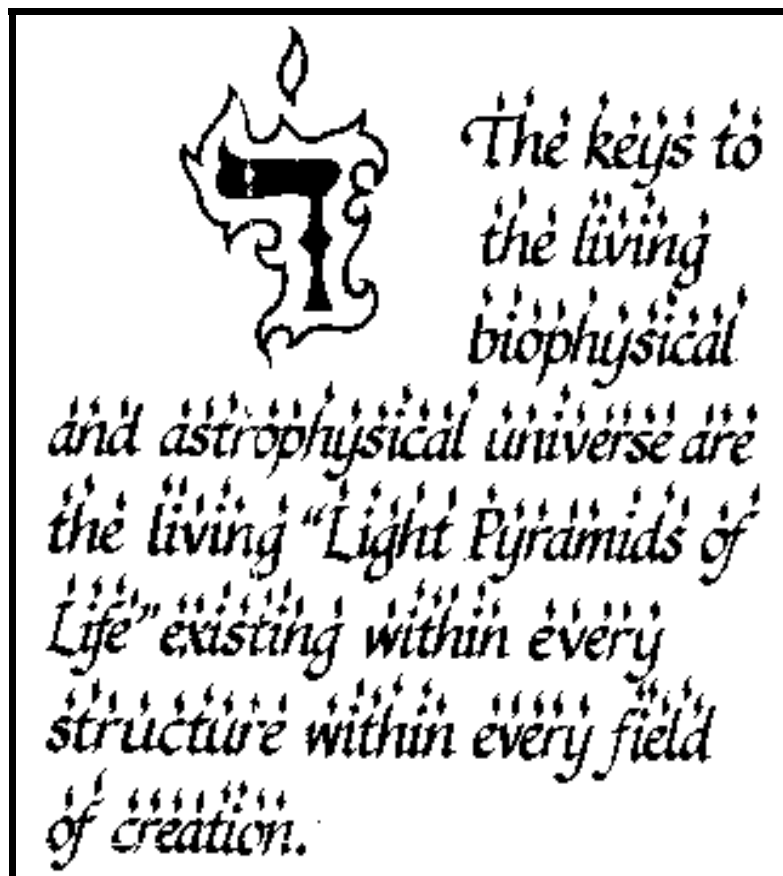 ד
The keys to
the living
biophysical
and astrophysical universe are
the living “Light Pyramids of
Life” existing within every
structure within every field
of creation.